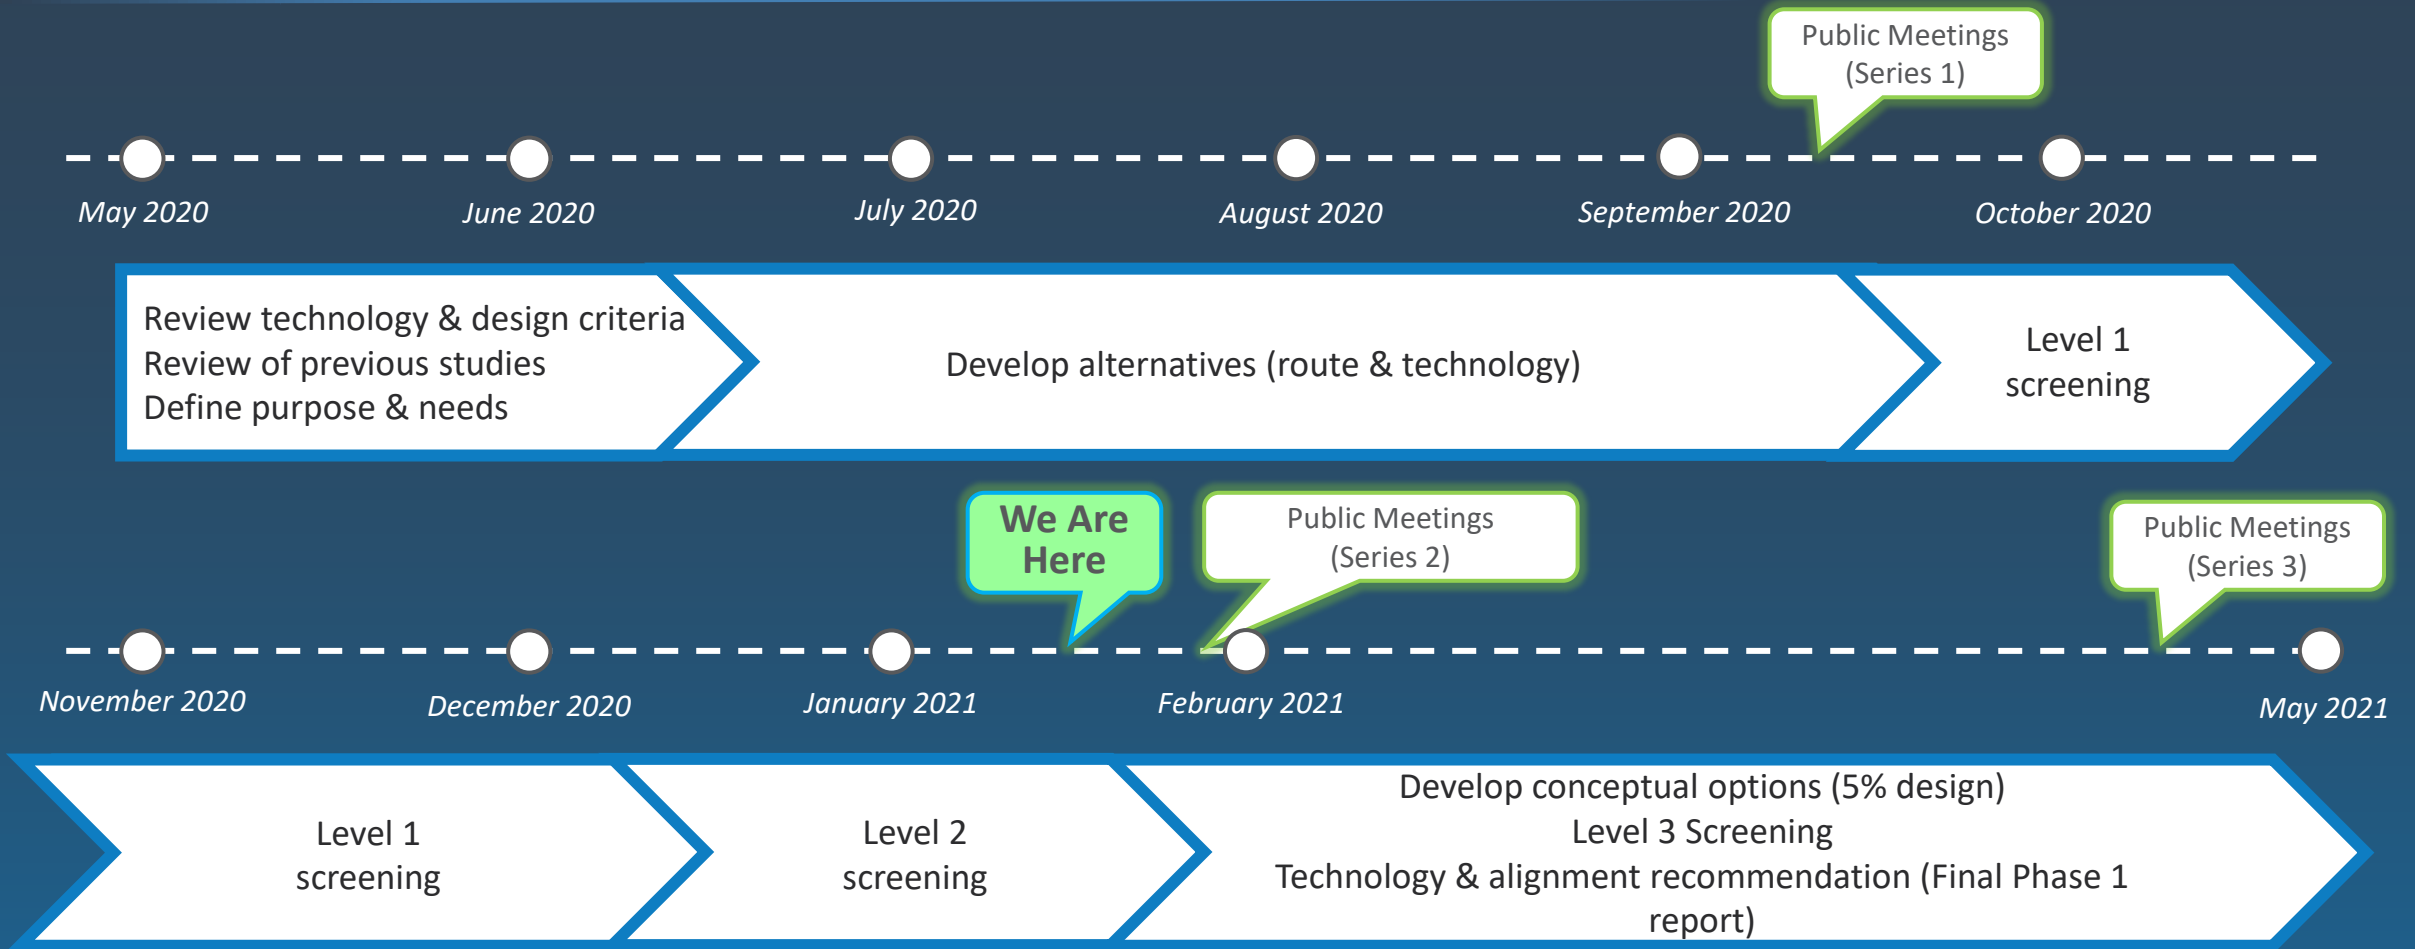 Public Meetings
(Series 1)
May 2020
June 2020
July 2020
August 2020
September 2020
October 2020
Review technology & design criteria
Review of previous studies
Define purpose & needs
Develop alternatives (route & technology)
Level 1
screening
We Are
Here
Public Meetings
(Series 2)
Public Meetings
(Series 3)
November 2020
December 2020
January 2021
February 2021
May 2021
Level 1
screening
Level 2
screening
Develop conceptual options (5% design)
Level 3 Screening
Technology & alignment recommendation (Final Phase 1
report)